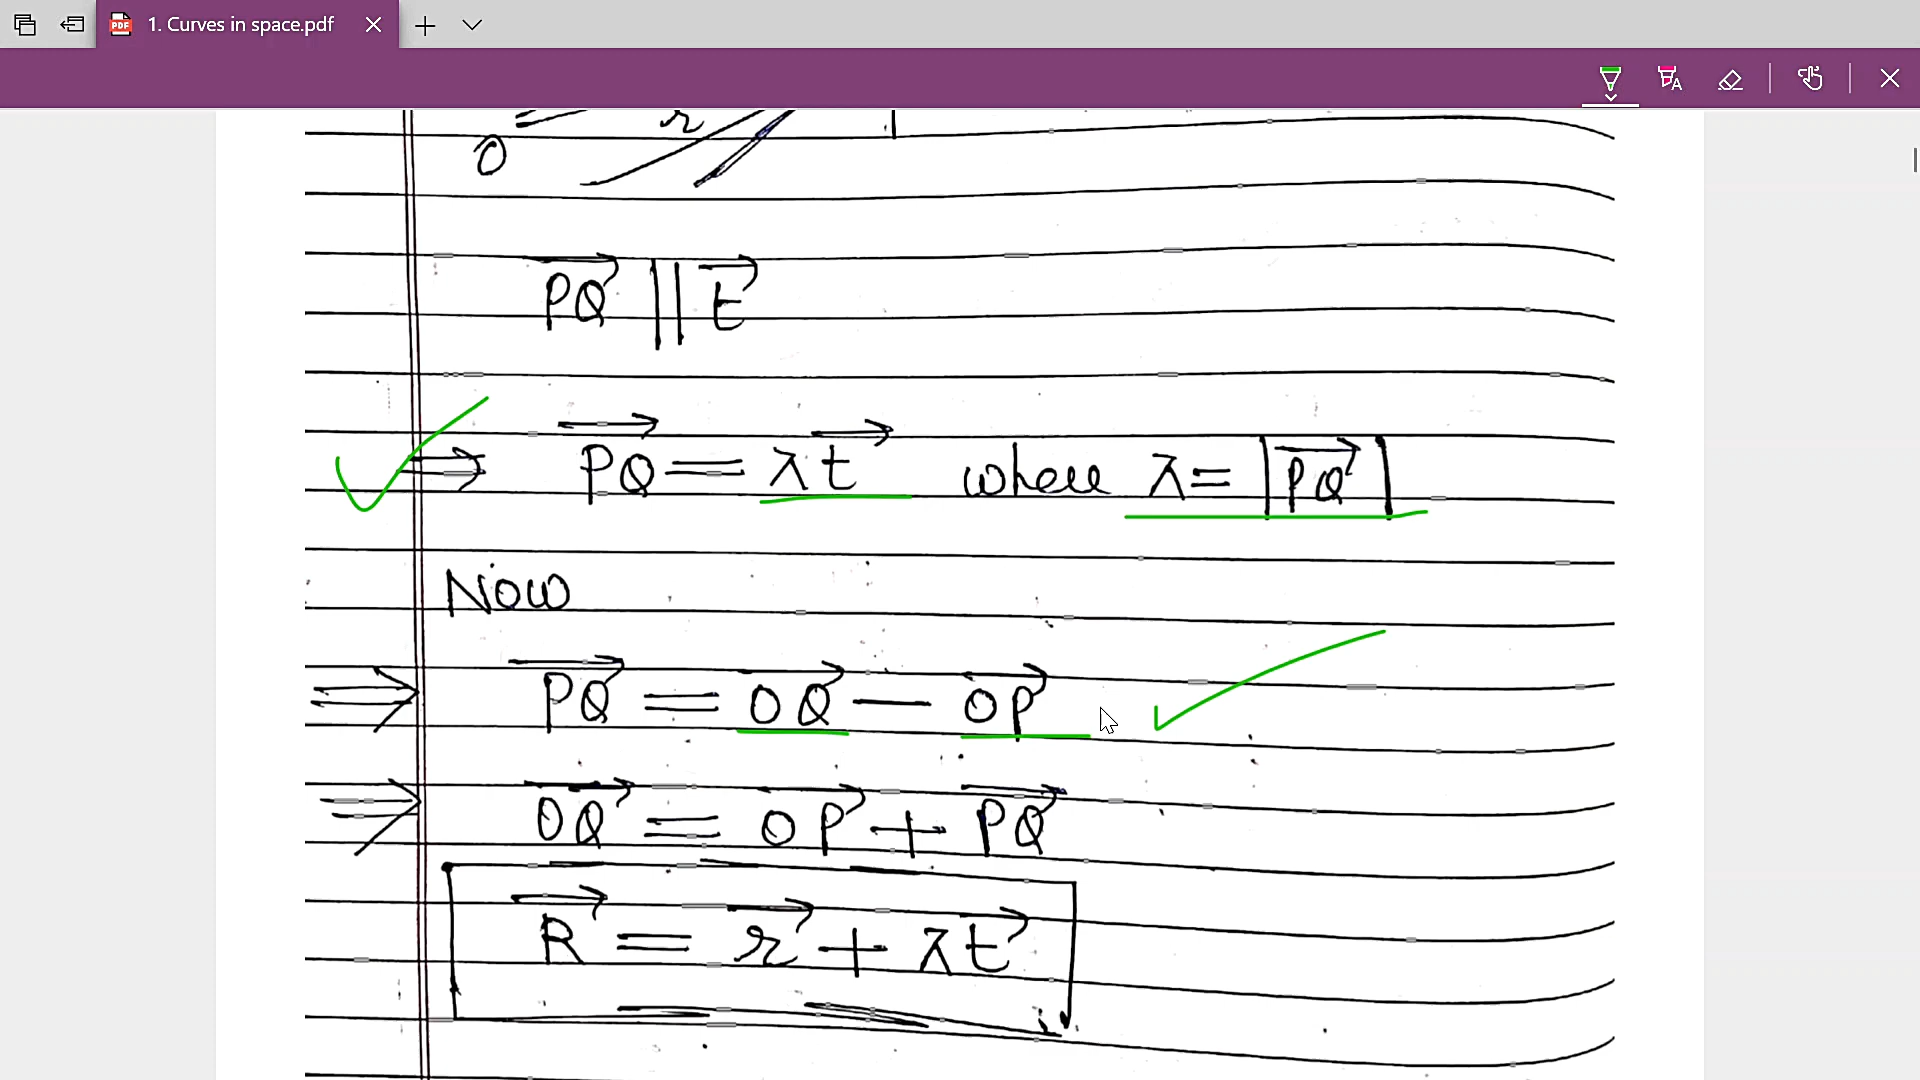 1. Curves in space.pdf
r
O
PQ⃗ || t⃗
⇒ PQ⃗ = λt⃗ where λ = |PQ⃗|
Now
⇒ PQ⃗ = OQ⃗ − OP⃗
⇒ OQ⃗ = OP⃗ + PQ⃗
R⃗ = r⃗ + λt⃗